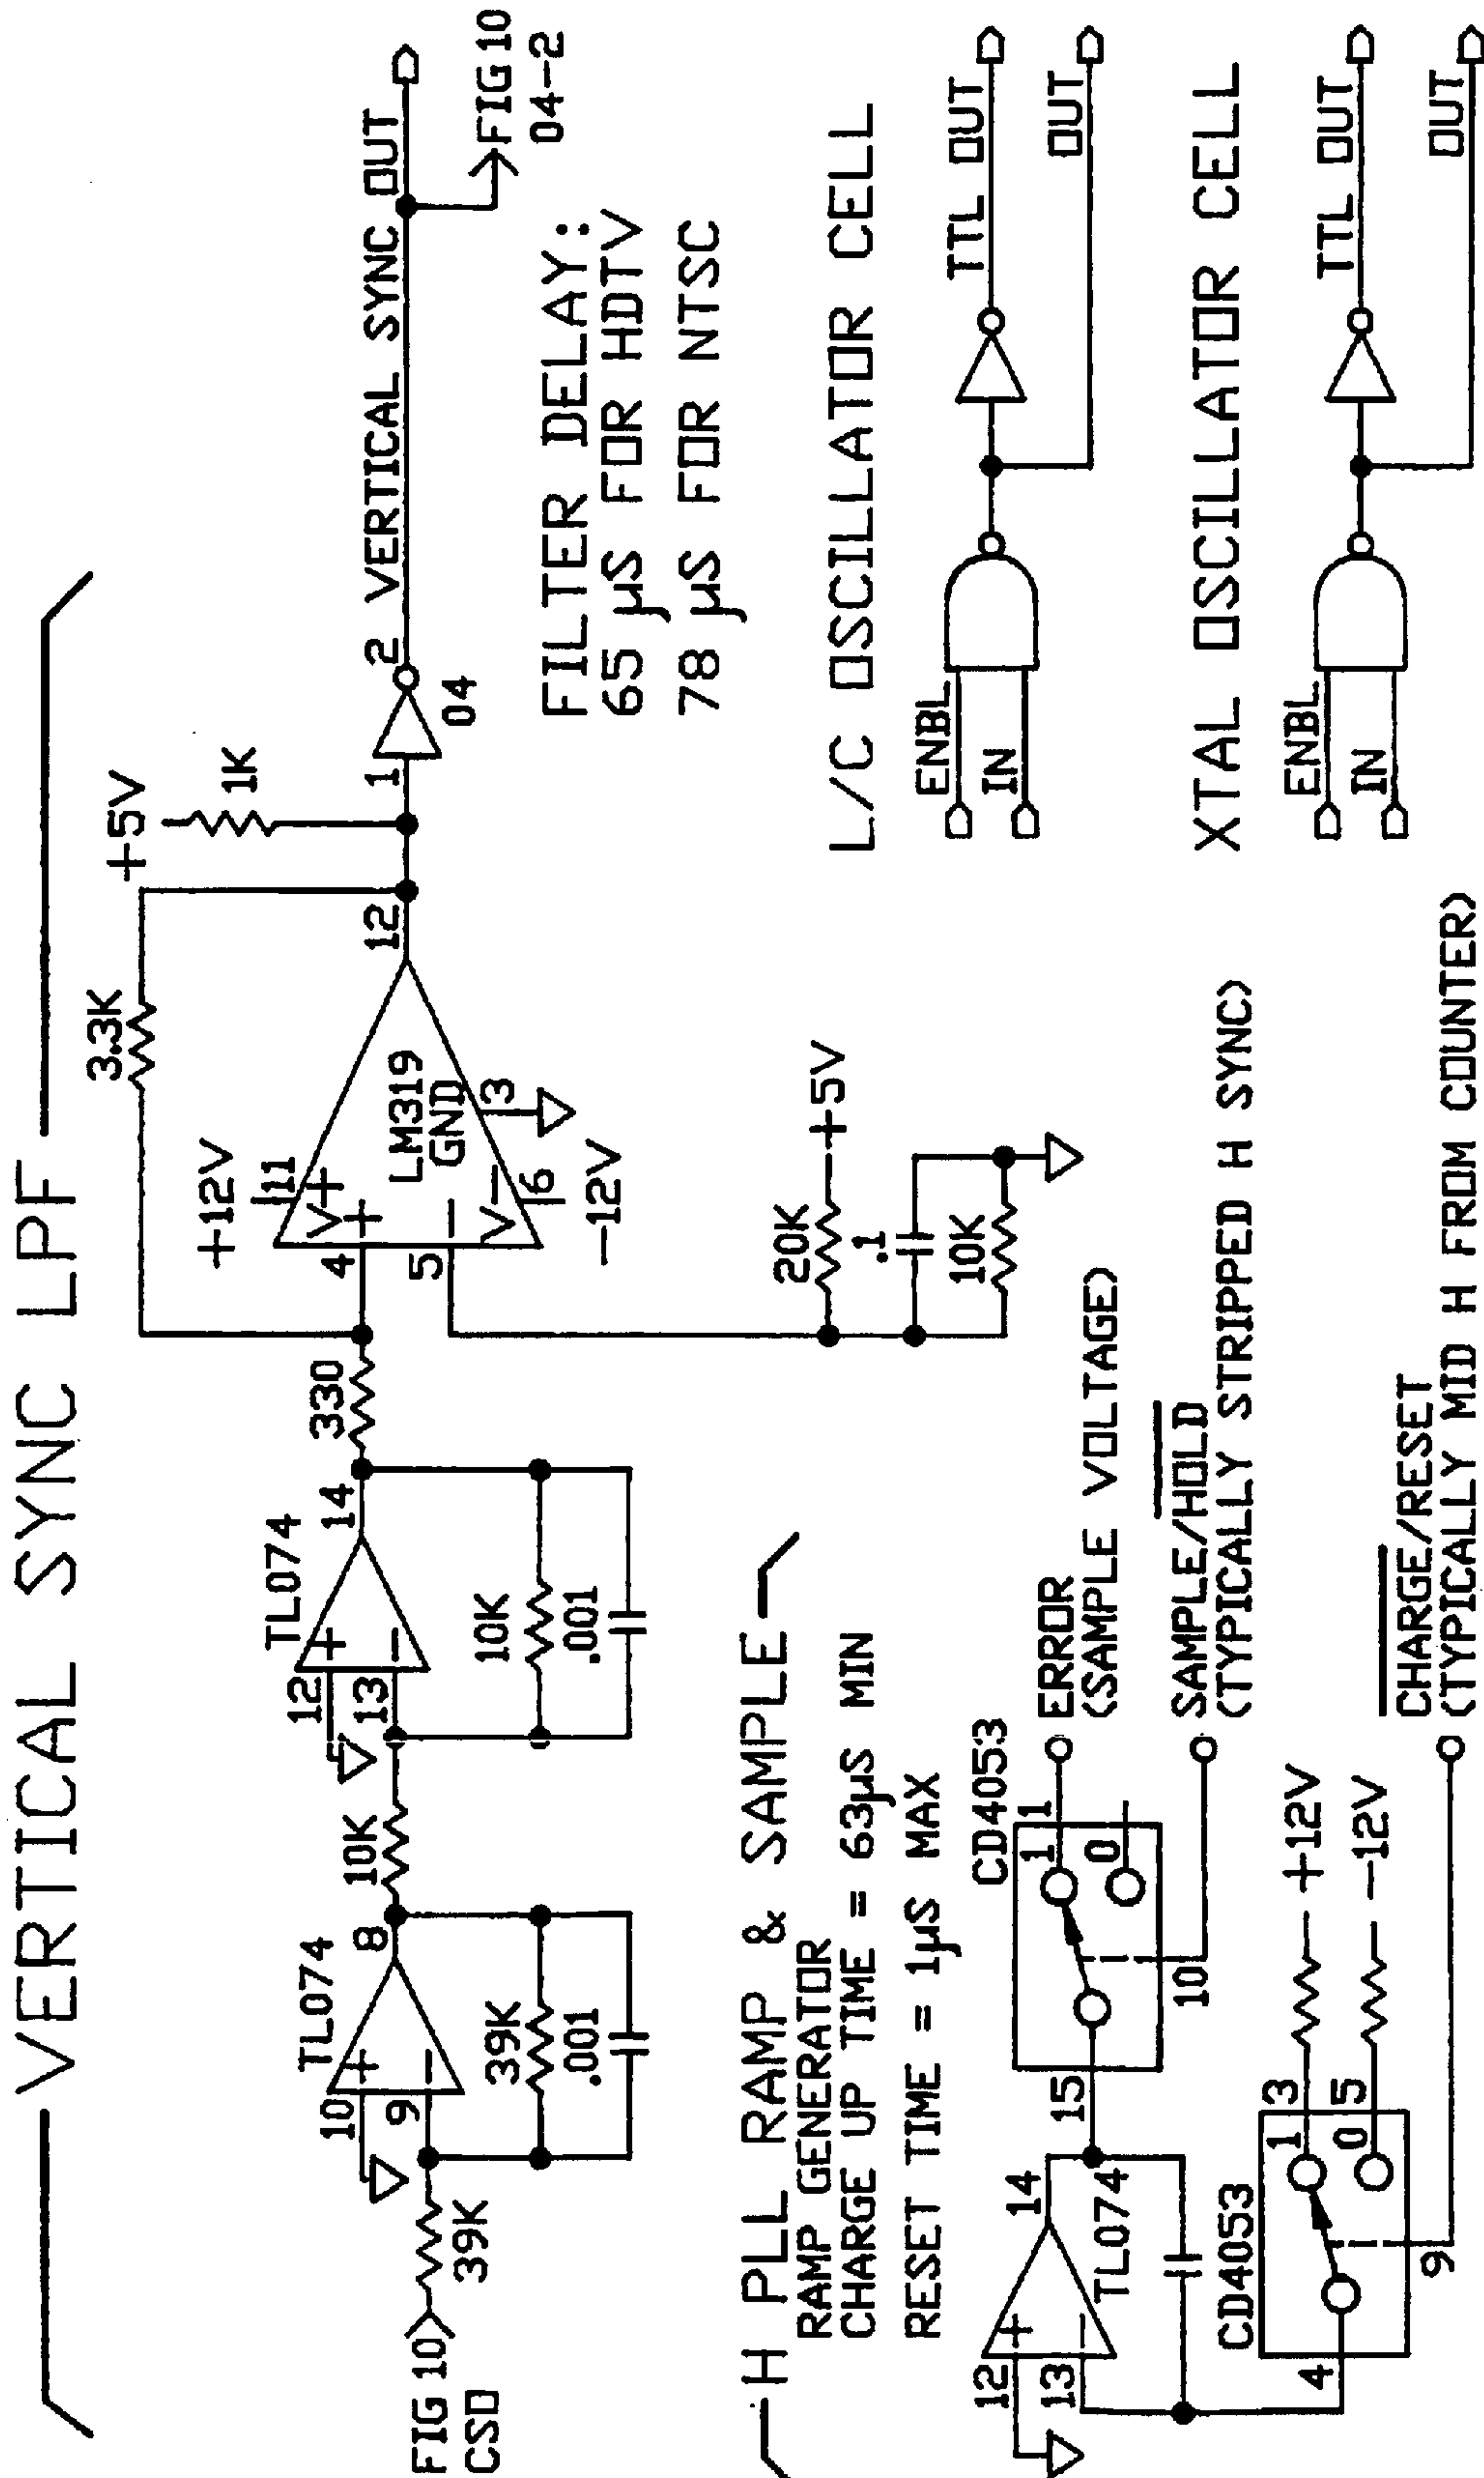 VERTICAL SYNC LPF
FIG 10
CSD
39K
10
9
TL074
8
39K
.001
10K
12
13
TL074
14
10K
.001
330
3.3K
+12V
11
V+
4
5
LM319
GND
3
V-
6
-12V
12
+5V
1K
1
2
04
VERTICAL SYNC OUT
FIG 10
04-2
20K
+5V
.1
10K
FILTER DELAY:
65 µS FOR HDTV
78 µS FOR NTSC
H PLL RAMP & SAMPLE
RAMP GENERATOR
CHARGE UP TIME = 63µS MIN
RESET TIME = 1µS MAX
12
13
14
TL074
15
CD4053
1
11
0
10
ERROR
(SAMPLE VOLTAGE)
SAMPLE/HOLD
(TYPICALLY STRIPPED H SYNC)
CD4053
4
1
3
0
5
9
+12V
-12V
CHARGE/RESET
(TYPICALLY MID H FROM COUNTER)
L/C OSCILLATOR CELL
ENBL
IN
TTL OUT
OUT
XTAL OSCILLATOR CELL
ENBL
IN
TTL OUT
OUT